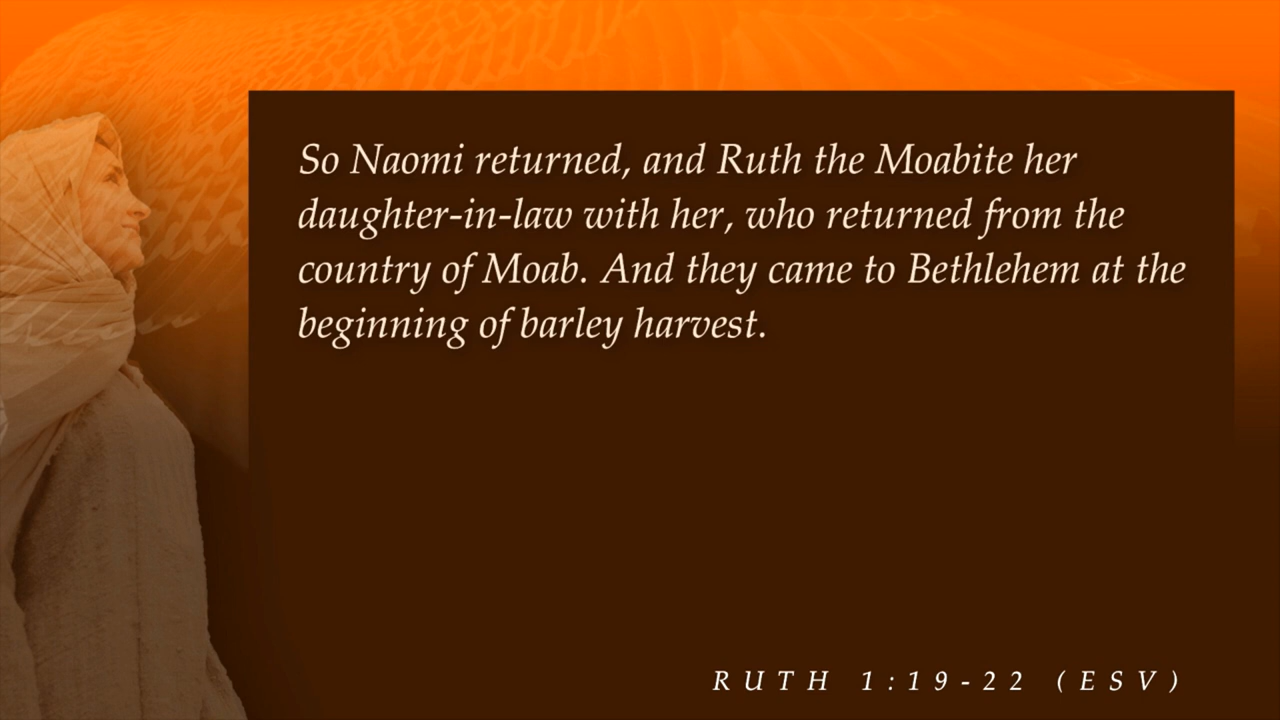 So Naomi returned, and Ruth the Moabite her
daughter-in-law with her, who returned from the
country of Moab. And they came to Bethlehem at the
beginning of barley harvest.
RUTH 1:19-22 (ESV)